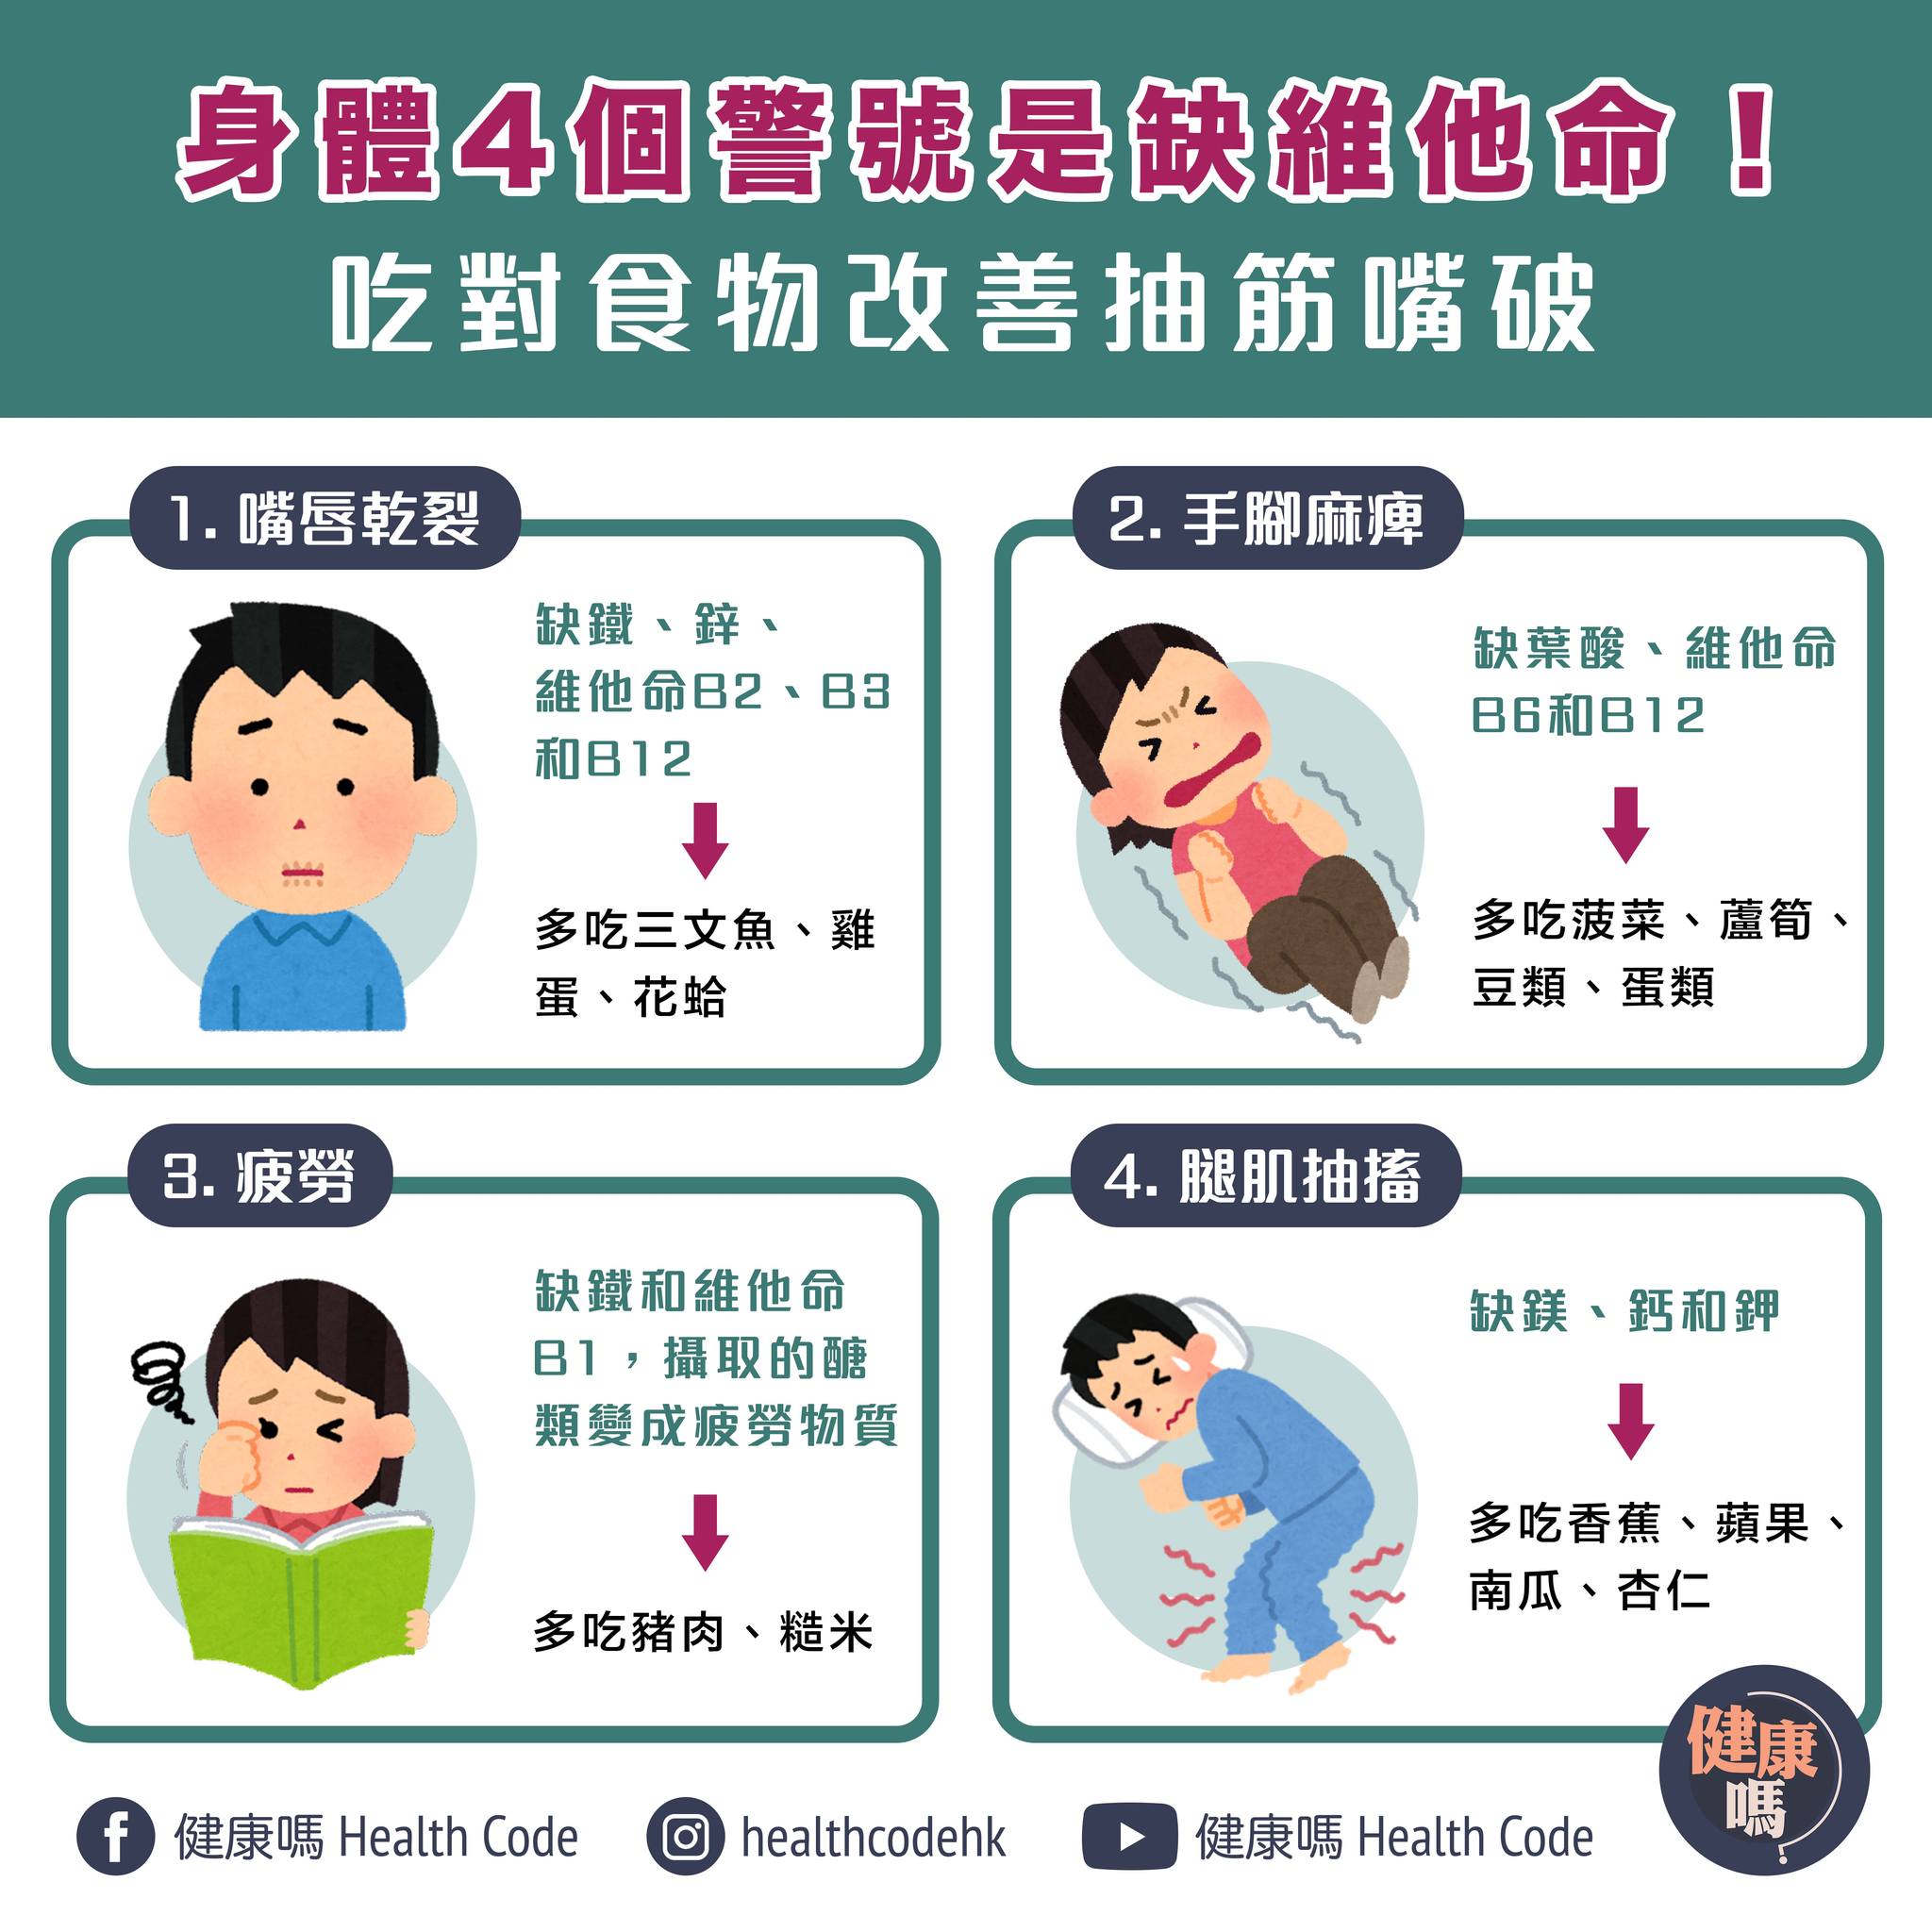 身體4個警號是缺維他命！
吃對食物改善抽筋嘴破
1. 嘴唇乾裂
缺鐵、鋅、
維他命B2、B3
和B12
多吃三文魚、雞
蛋、花蛤
2. 手腳麻痺
缺葉酸、維他命
B6和B12
多吃菠菜、蘆筍、
豆類、蛋類
3. 疲勞
缺鐵和維他命
B1，攝取的醣
類變成疲勞物質
多吃豬肉、糙米
4. 腿肌抽搐
缺鎂、鈣和鉀
多吃香蕉、蘋果、
南瓜、杏仁
健康嗎 Health Code
healthcodehk
健康嗎 Health Code
健康
嗎?